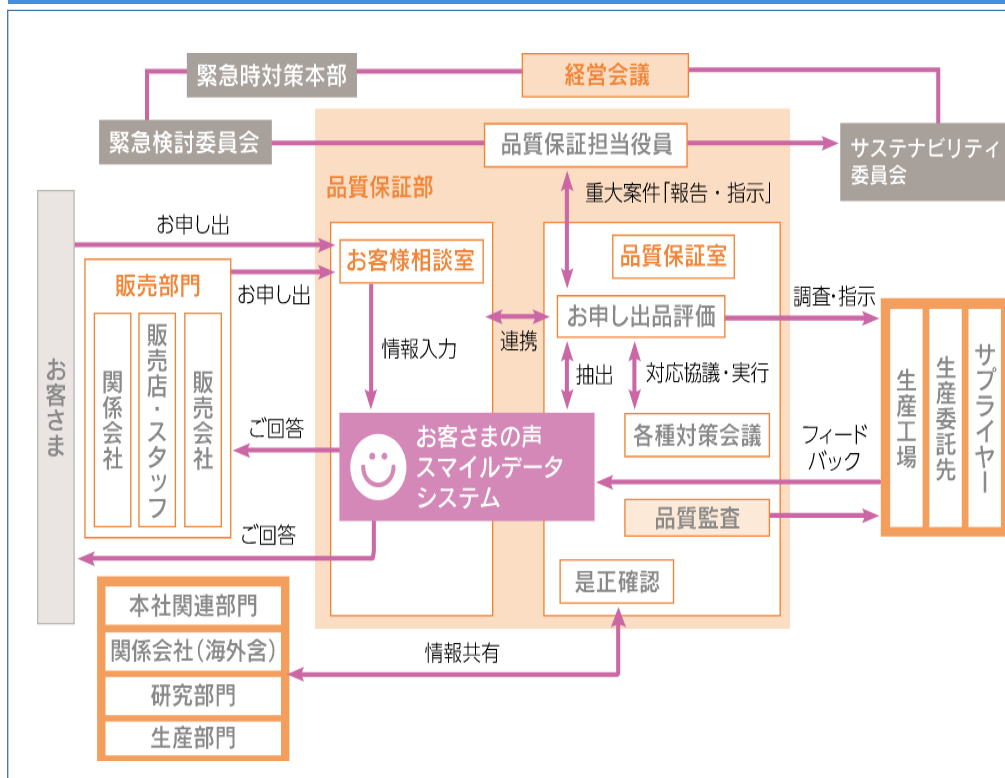 緊急時対策本部
経営会議
緊急検討委員会
品質保証担当役員
サステナビリティ
委員会
品質保証部
重大案件「報告・指示」
お申し出
お客様相談室
品質保証室
販売部門
お申し出
お申し出品評価
調査・指示
連携
情報入力
抽出
対応協議・実行
お客さま
関係会社
販売店・スタッフ
販売会社
ご回答
お客さまの声
スマイルデータ
システム
各種対策会議
フィード
バック
生産工場
生産委託先
サプライヤー
品質監査
ご回答
是正確認
本社関連部門
関係会社（海外含）
研究部門
生産部門
情報共有